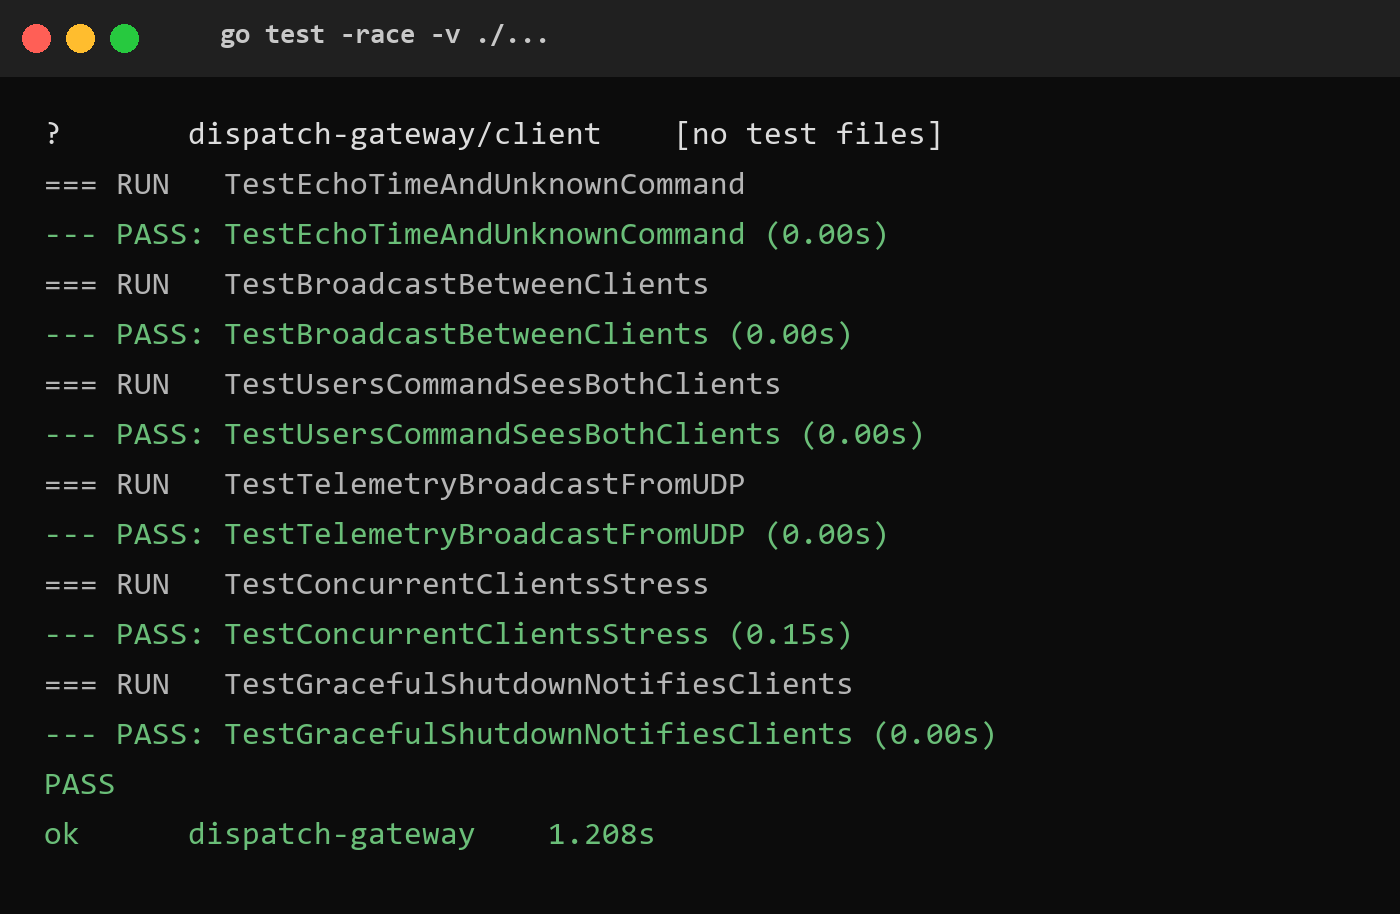 go test -race -v ./...
?       dispatch-gateway/client    [no test files]
=== RUN   TestEchoTimeAndUnknownCommand
--- PASS: TestEchoTimeAndUnknownCommand (0.00s)
=== RUN   TestBroadcastBetweenClients
--- PASS: TestBroadcastBetweenClients (0.00s)
=== RUN   TestUsersCommandSeesBothClients
--- PASS: TestUsersCommandSeesBothClients (0.00s)
=== RUN   TestTelemetryBroadcastFromUDP
--- PASS: TestTelemetryBroadcastFromUDP (0.00s)
=== RUN   TestConcurrentClientsStress
--- PASS: TestConcurrentClientsStress (0.15s)
=== RUN   TestGracefulShutdownNotifiesClients
--- PASS: TestGracefulShutdownNotifiesClients (0.00s)
PASS
ok      dispatch-gateway    1.208s